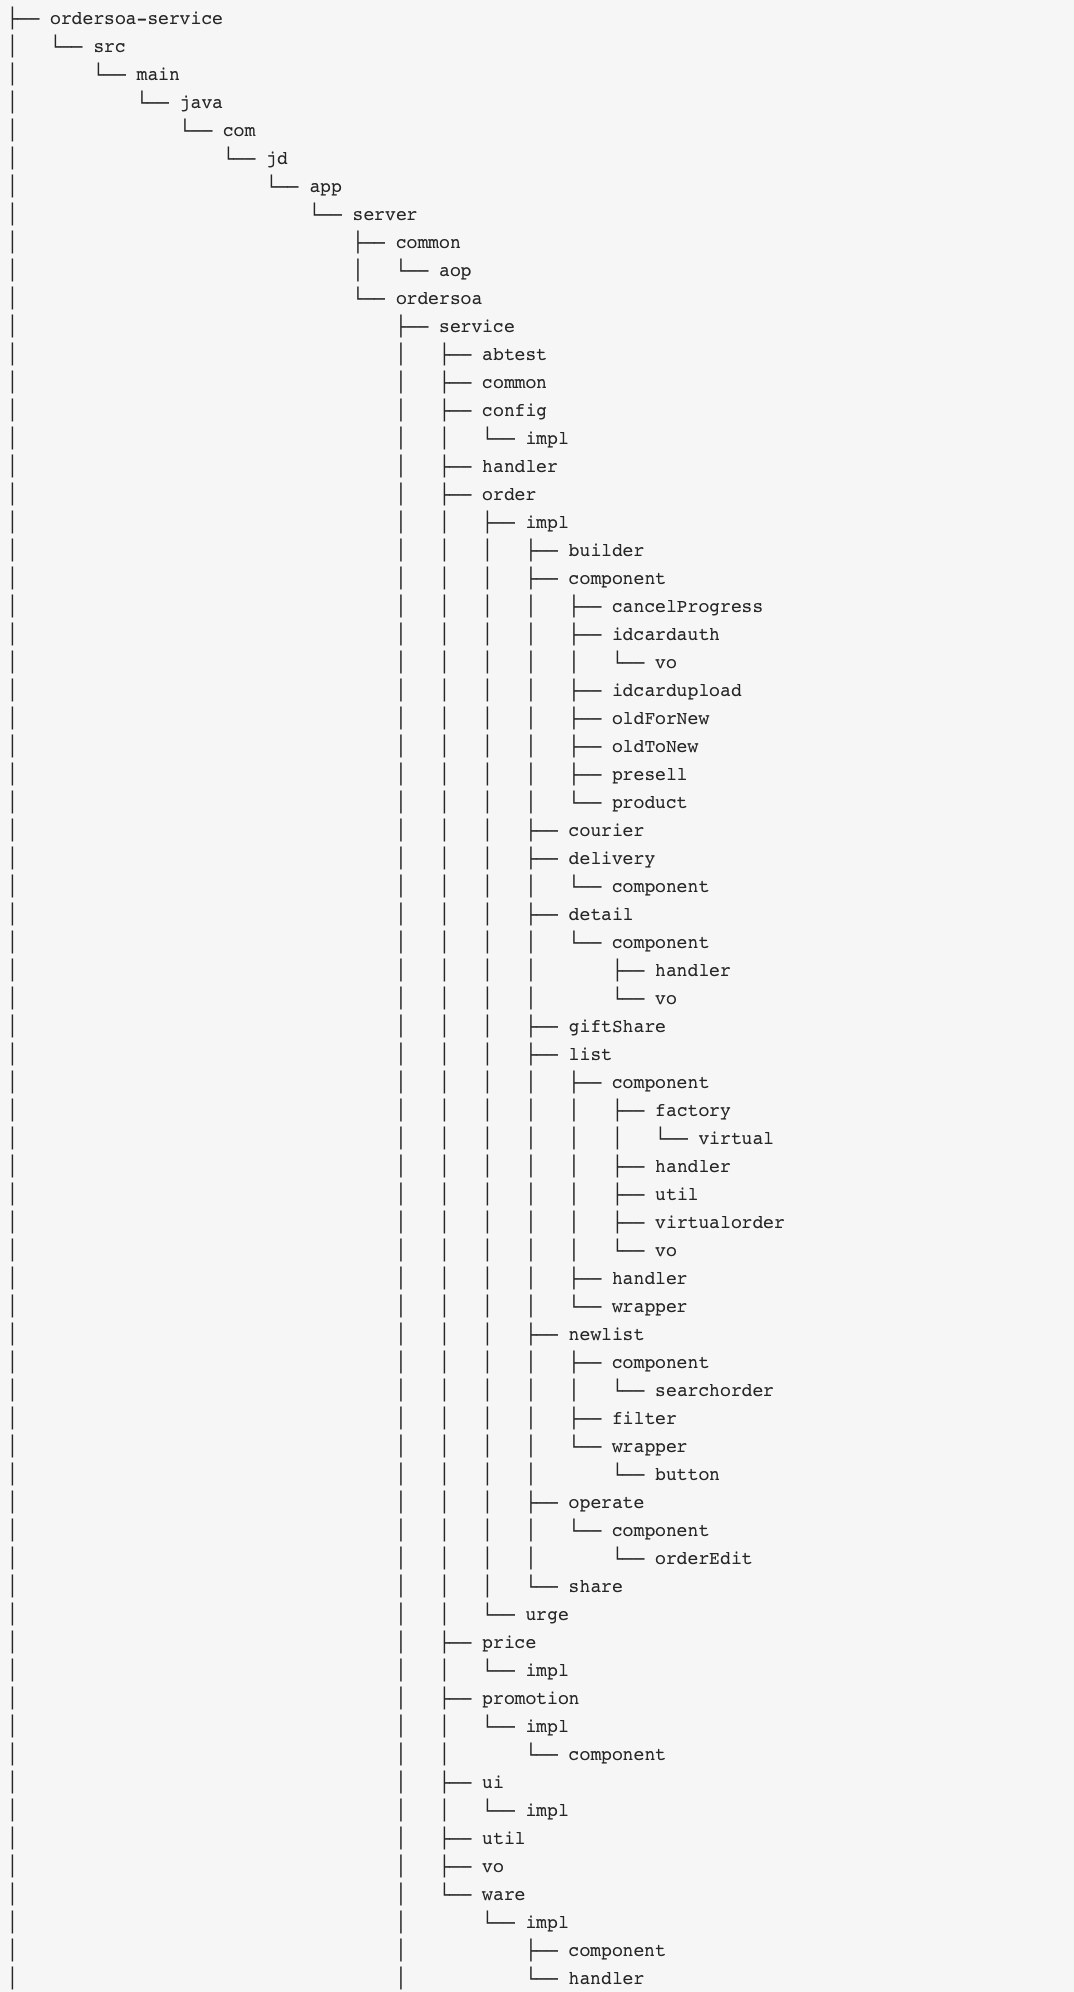 ├── ordersoa-service
│   └── src
│       └── main
│           └── java
│               └── com
│                   └── jd
│                       └── app
│                           └── server
│                               ├── common
│                               │   └── aop
│                               └── ordersoa
│                                   ├── service
│                                   │   ├── abtest
│                                   │   ├── common
│                                   │   ├── config
│                                   │   │   └── impl
│                                   │   ├── handler
│                                   │   ├── order
│                                   │   │   ├── impl
│                                   │   │   │   ├── builder
│                                   │   │   │   ├── component
│                                   │   │   │   │   ├── cancelProgress
│                                   │   │   │   │   ├── idcardauth
│                                   │   │   │   │   │   └── vo
│                                   │   │   │   │   ├── idcardupload
│                                   │   │   │   │   ├── oldForNew
│                                   │   │   │   │   ├── oldToNew
│                                   │   │   │   │   ├── presell
│                                   │   │   │   │   └── product
│                                   │   │   │   ├── courier
│                                   │   │   │   ├── delivery
│                                   │   │   │   │   └── component
│                                   │   │   │   ├── detail
│                                   │   │   │   │   └── component
│                                   │   │   │   │       ├── handler
│                                   │   │   │   │       └── vo
│                                   │   │   │   ├── giftShare
│                                   │   │   │   ├── list
│                                   │   │   │   │   ├── component
│                                   │   │   │   │   │   ├── factory
│                                   │   │   │   │   │   │   └── virtual
│                                   │   │   │   │   │   ├── handler
│                                   │   │   │   │   │   ├── util
│                                   │   │   │   │   │   ├── virtualorder
│                                   │   │   │   │   │   └── vo
│                                   │   │   │   │   ├── handler
│                                   │   │   │   │   └── wrapper
│                                   │   │   │   ├── newlist
│                                   │   │   │   │   ├── component
│                                   │   │   │   │   │   └── searchorder
│                                   │   │   │   │   ├── filter
│                                   │   │   │   │   └── wrapper
│                                   │   │   │   │       └── button
│                                   │   │   │   ├── operate
│                                   │   │   │   │   └── component
│                                   │   │   │   │       └── orderEdit
│                                   │   │   │   └── share
│                                   │   │   └── urge
│                                   │   ├── price
│                                   │   │   └── impl
│                                   │   ├── promotion
│                                   │   │   └── impl
│                                   │   │       └── component
│                                   │   ├── ui
│                                   │   │   └── impl
│                                   │   ├── util
│                                   │   ├── vo
│                                   │   └── ware
│                                   │       └── impl
│                                   │           ├── component
│                                   │           └── handler